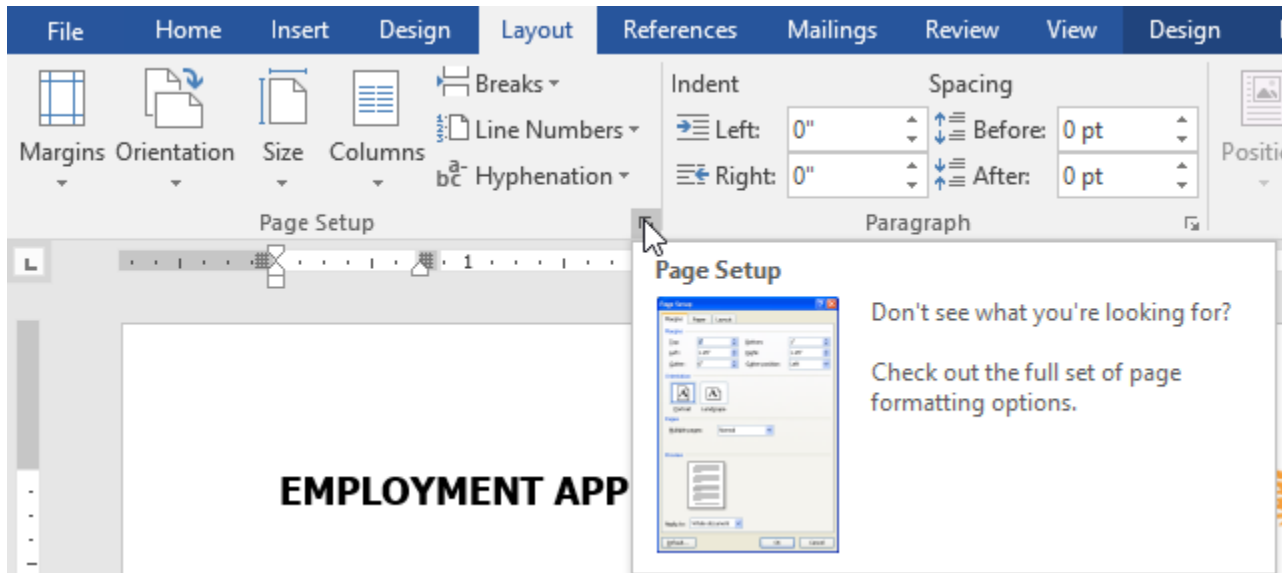 File Home Insert Design Layout References Mailings Review View Design
Breaks Indent Spacing
Line Numbers Left: 0" Before: 0 pt
Margins Orientation Size Columns
Hyphenation Right: 0" After: 0 pt
Page Setup Paragraph
L 1
Page Setup
Don't see what you're looking for?
Check out the full set of page
formatting options.
EMPLOYMENT APP